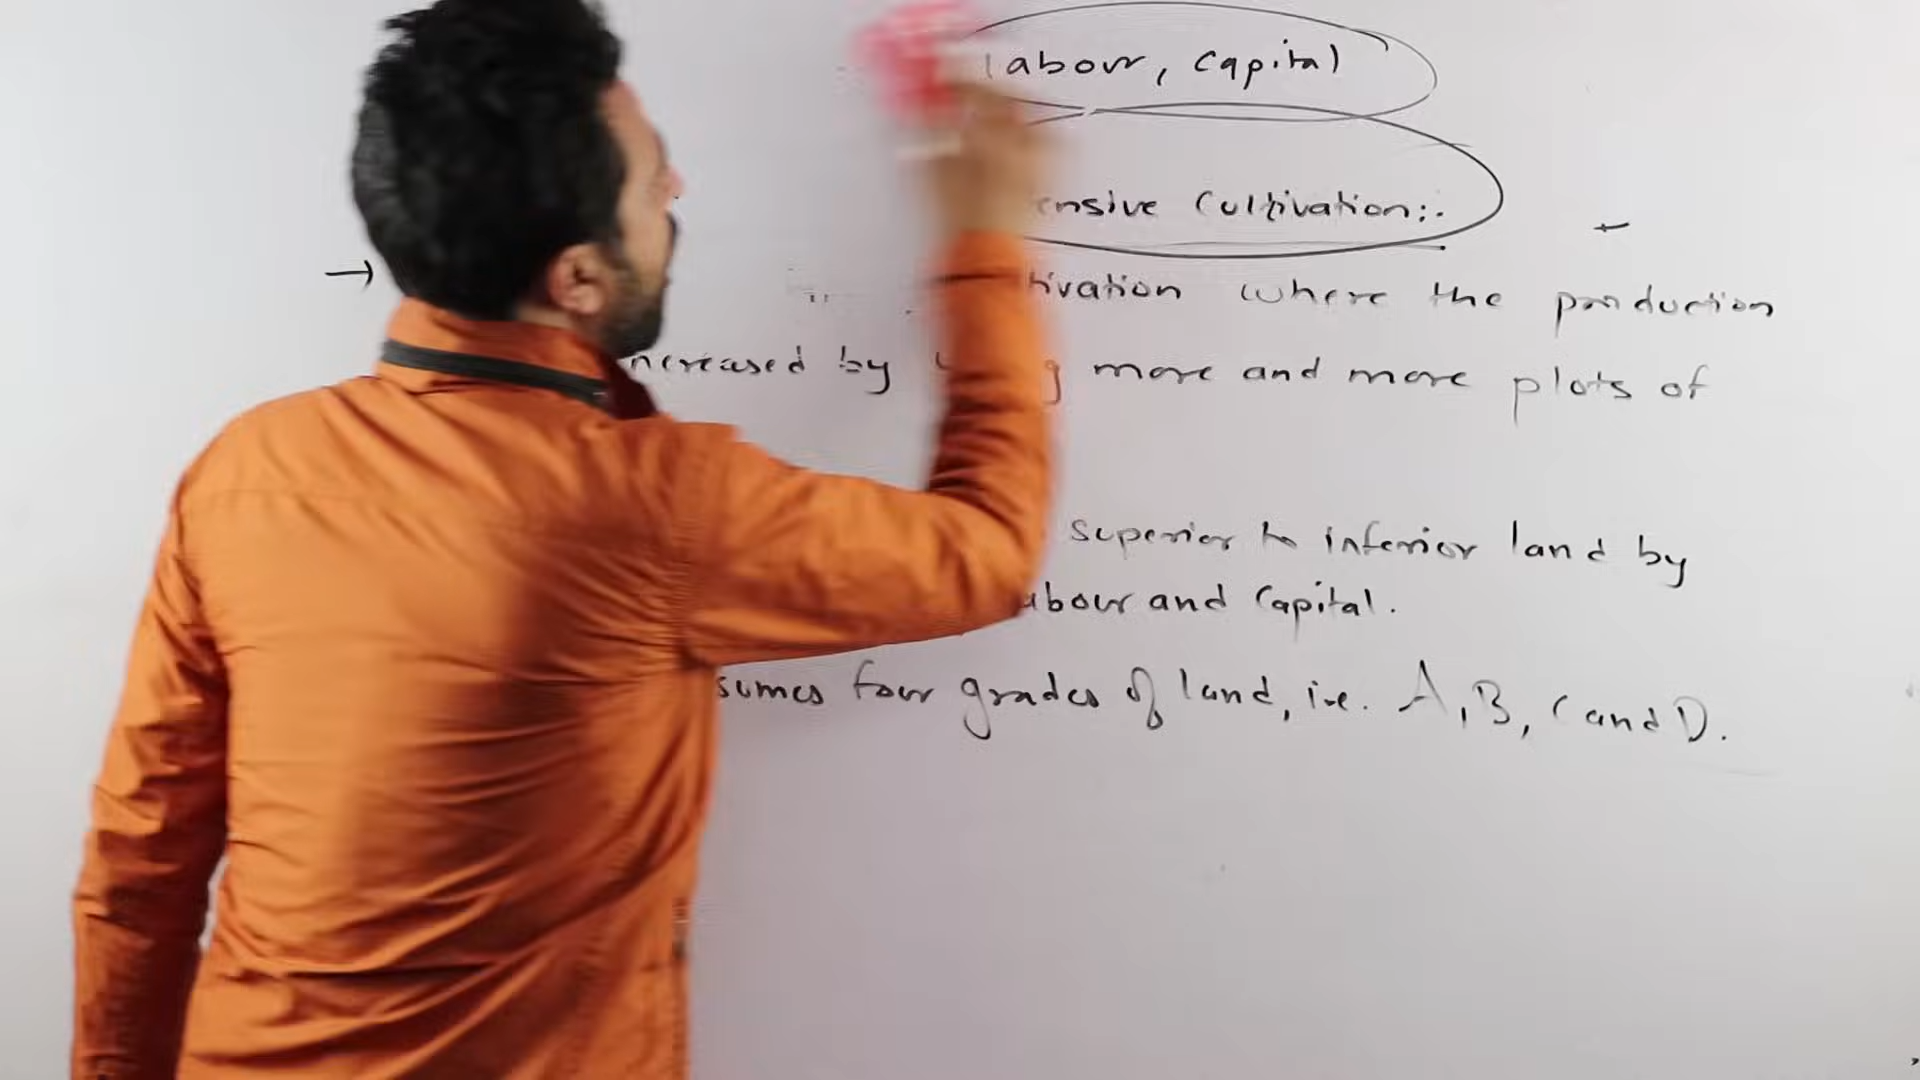 labour, Capital
ensive Cultivation:.
→ tivation where the production
ncreased by more and more plots of
superior to inferior land by
abour and Capital.
sumes four grades of land, i.e. A, B, C and D.